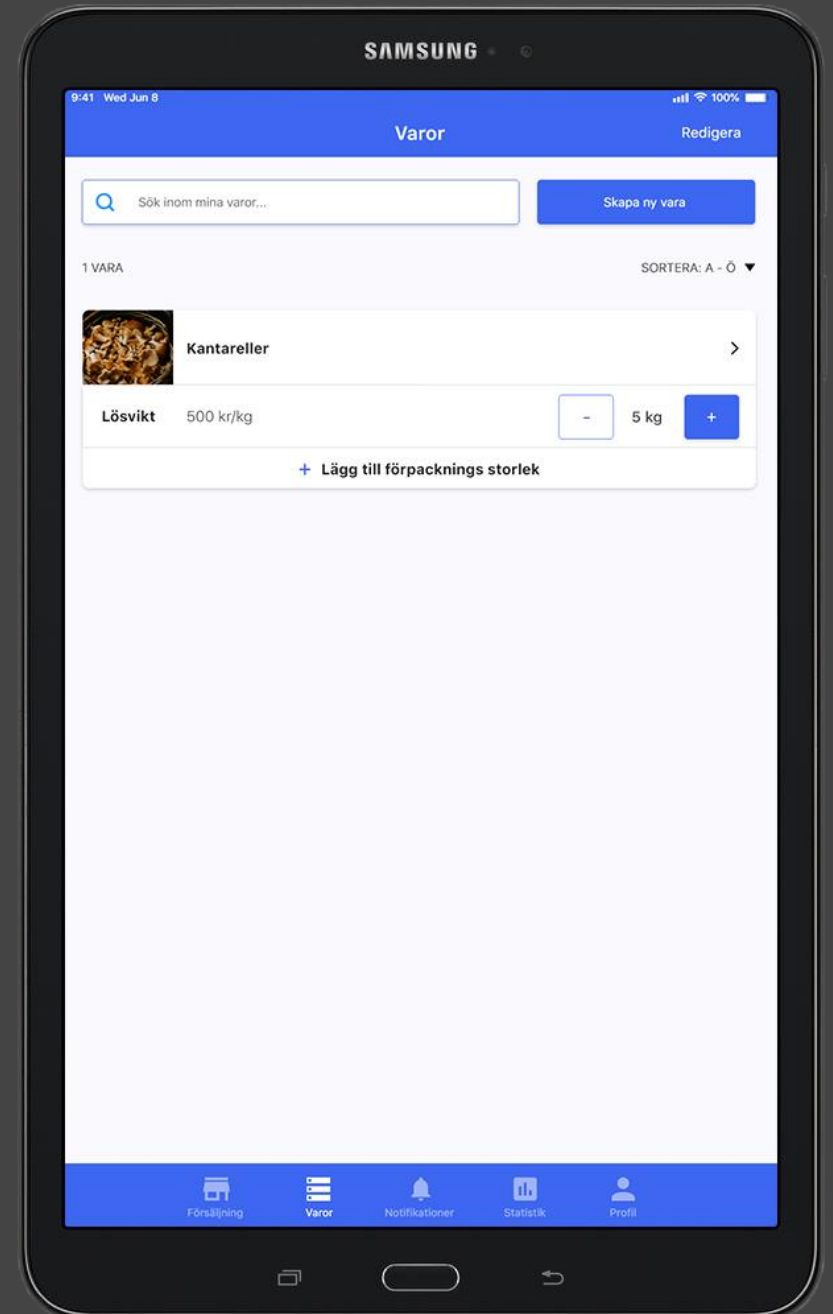 SAMSUNG
9:41 Wed Jun 8 100%
Varor Redigera
Sök inom mina varor... Skapa ny vara
1 VARA SORTERA: A - Ö ▼
Kantareller >
Lösvikt 500 kr/kg - 5 kg +
+ Lägg till förpacknings storlek
Försäljning Varor Notifikationer Statistik Profil